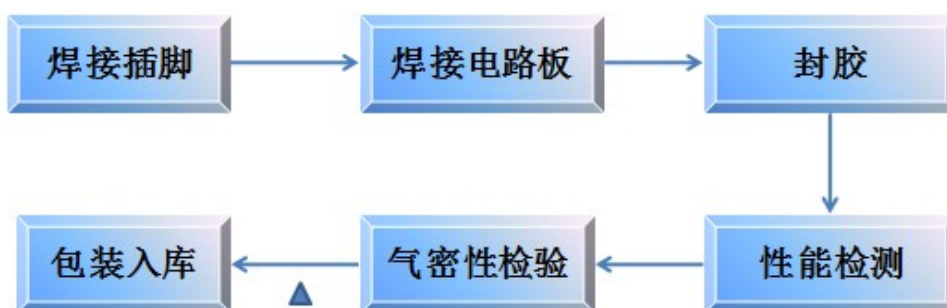 焊接插脚
焊接电路板
封胶
性能检测
气密性检验
包装入库